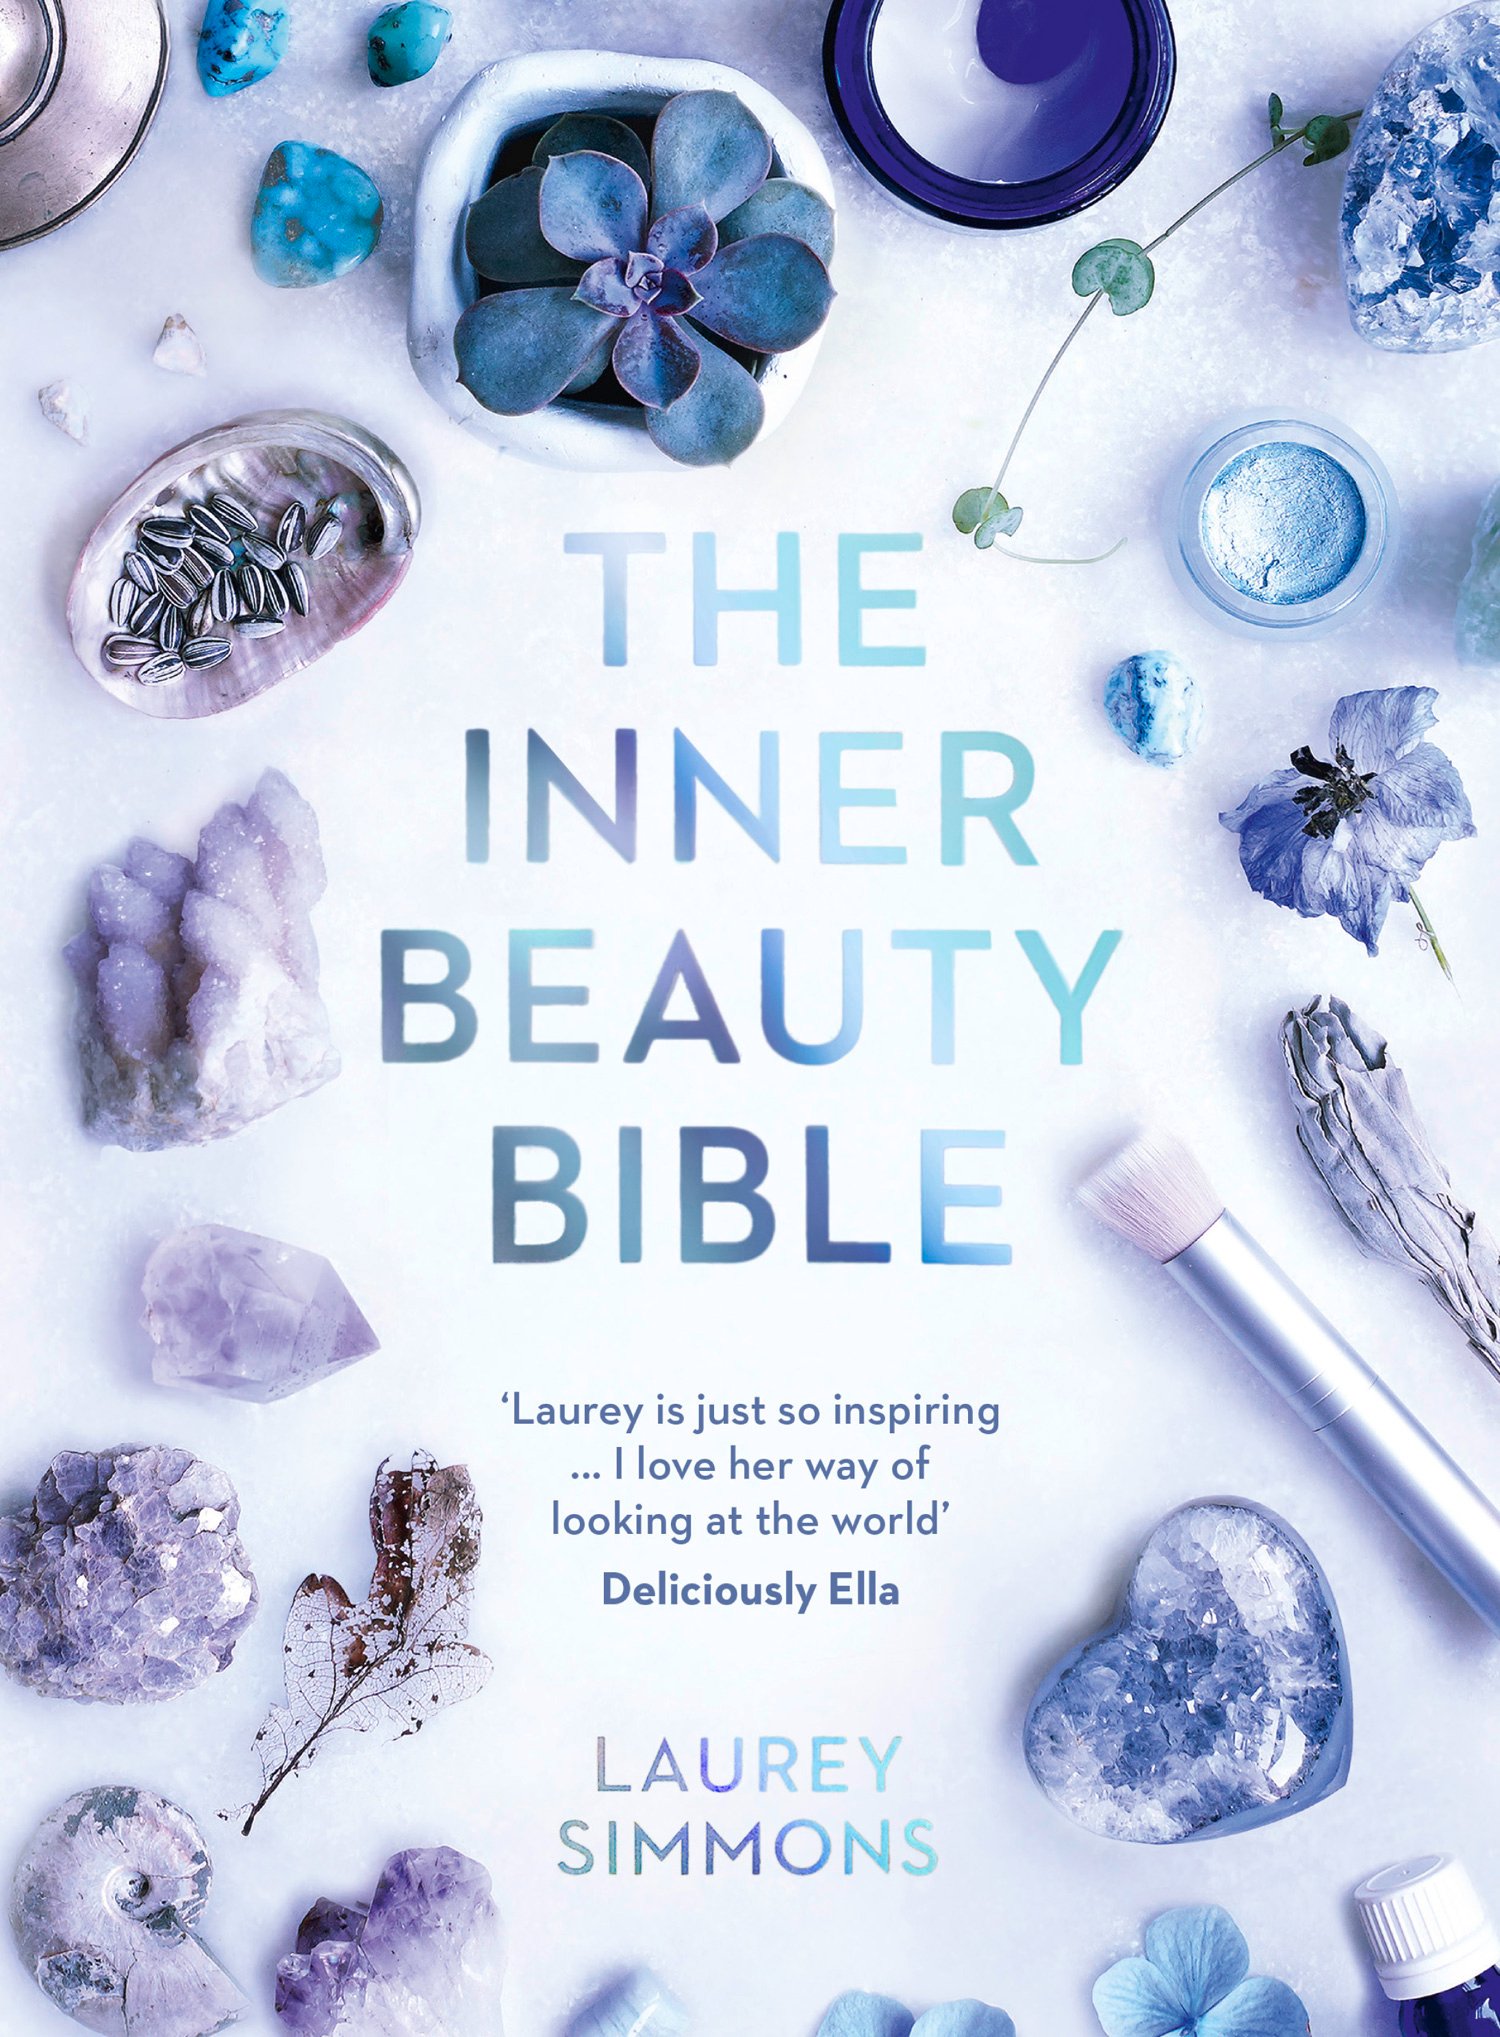 THE
INNER
BEAUTY
BIBLE
‘Laurey is just so inspiring
... I love her way of
looking at the world’
Deliciously Ella
LAUREY
SIMMONS